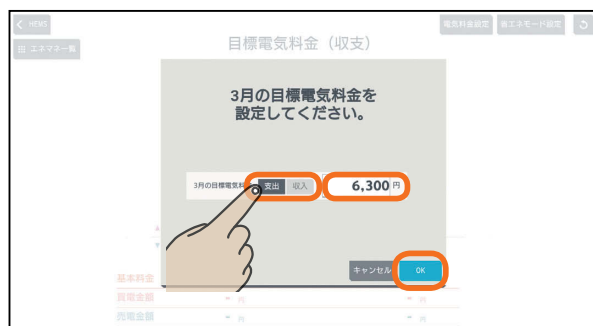 HEMS
電気料金設定
省エネモード設定
エネマネ一覧
目標電気料金（収支）
3月の目標電気料金を
設定してください。
3月の目標電気料
支出
収入
6,300 円
キャンセル
OK
基本料金
買電金額 - 円 - 円
売電金額 - 円 - 円